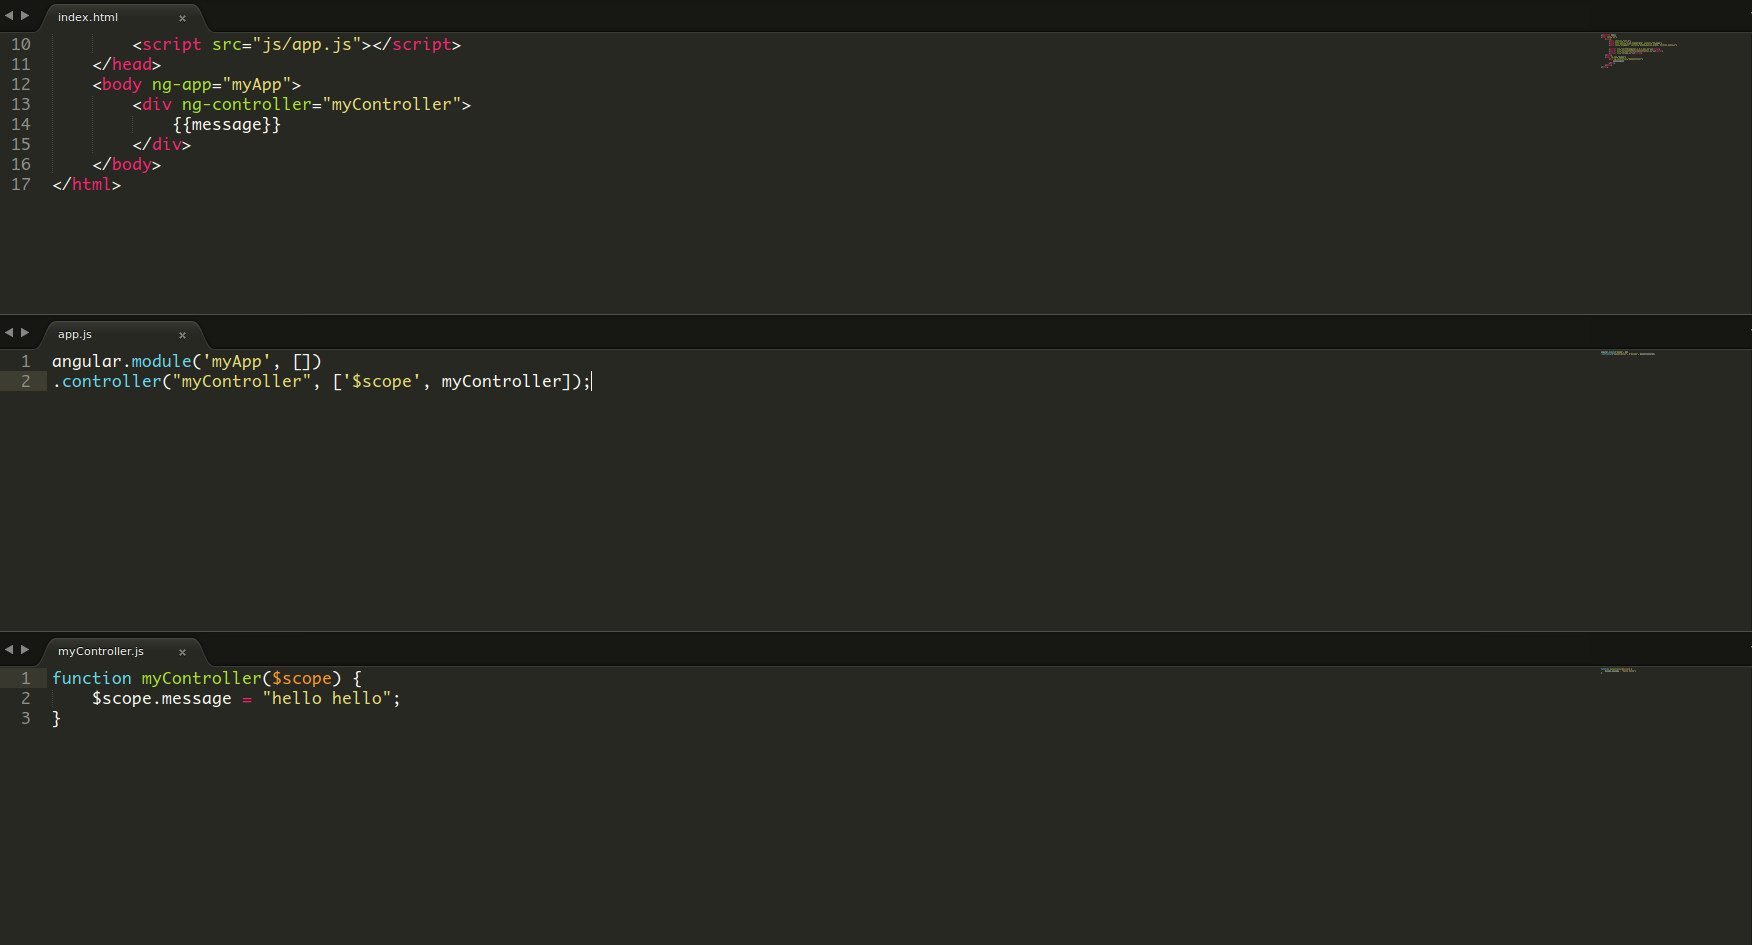 index.html ×
10 <script src="js/app.js"></script>
11 </head>
12 <body ng-app="myApp">
13 <div ng-controller="myController">
14 {{message}}
15 </div>
16 </body>
17 </html>
app.js ×
1 angular.module('myApp', [])
2 .controller("myController", ['$scope', myController]);
myController.js ×
1 function myController($scope) {
2 $scope.message = "hello hello";
3 }